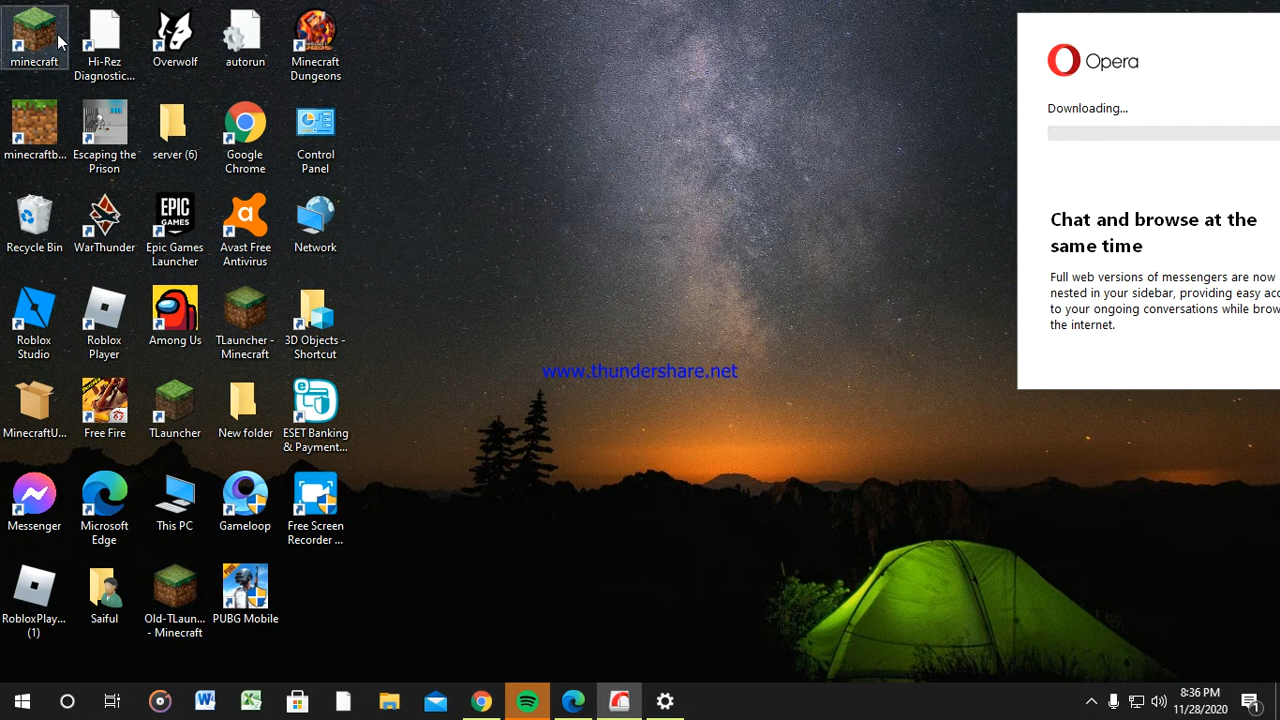 minecraft
Hi-Rez
Diagnostic...
Overwolf
autorun
Minecraft
Dungeons
minecraftb...
Escaping the
Prison
server (6)
Google
Chrome
Control
Panel
Recycle Bin
WarThunder
EPIC
GAMES
Epic Games
Launcher
Avast Free
Antivirus
Network
Roblox
Studio
Roblox
Player
Among Us
TLauncher -
Minecraft
3D Objects -
Shortcut
MinecraftU...
Free Fire
TLauncher
New folder
ESET Banking
& Payment...
Messenger
Microsoft
Edge
This PC
Gameloop
Free Screen
Recorder ...
RobloxPlay...
(1)
Saiful
Old-TLaun...
- Minecraft
PUBG Mobile
www.thundershare.net
Opera
Downloading...
Chat and browse at the
same time
Full web versions of messengers are now
nested in your sidebar, providing easy acc
to your ongoing conversations while brow
the internet.
8:36 PM
11/28/2020
1